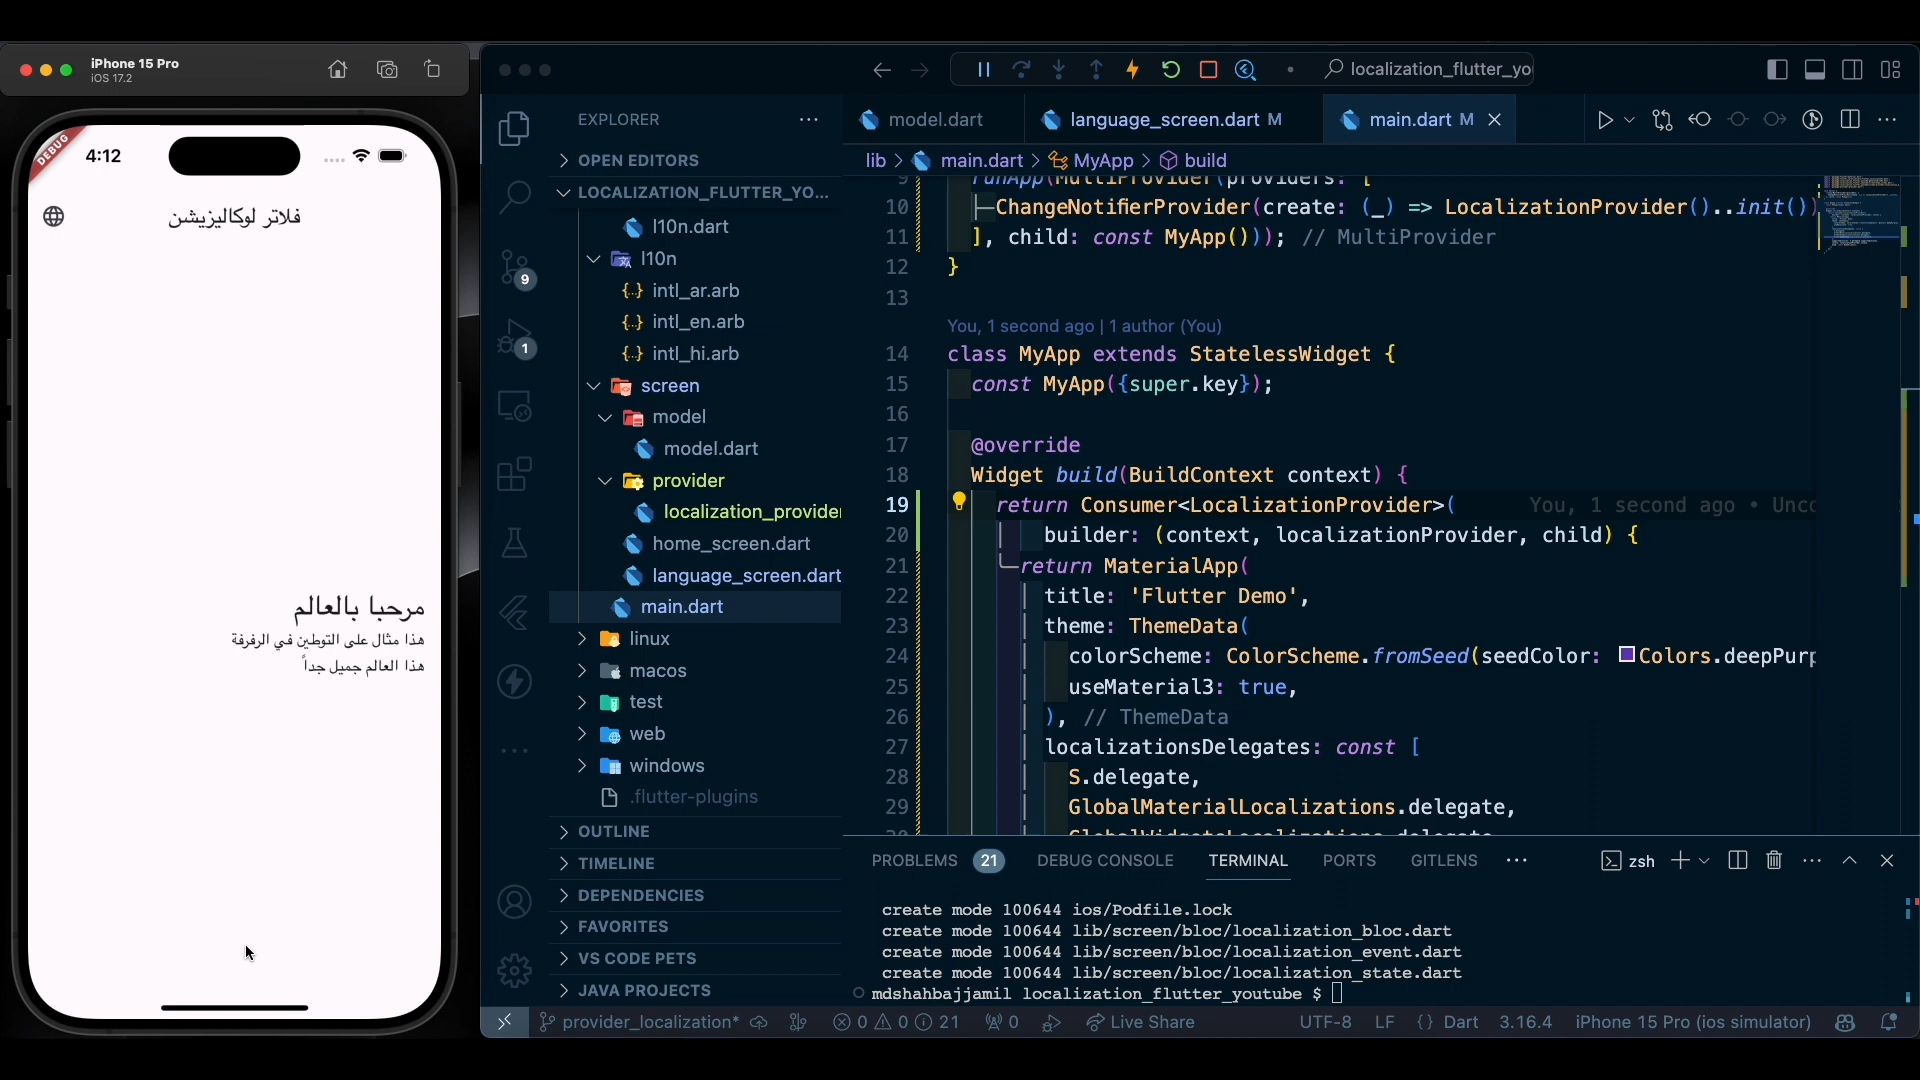 iPhone 15 Pro
iOS 17.2
DEBUG
4:12
فلاتر لوكاليزيشن
مرحبا بالعالم
هذا مثال على التوطين في الرفرفة
هذا العالم جميل جداً
localization_flutter_yo
EXPLORER
OPEN EDITORS
LOCALIZATION_FLUTTER_YO...
l10n.dart
l10n
intl_ar.arb
intl_en.arb
intl_hi.arb
screen
model
model.dart
provider
localization_provider
home_screen.dart
language_screen.dart
main.dart
linux
macos
test
web
windows
.flutter-plugins
OUTLINE
TIMELINE
DEPENDENCIES
FAVORITES
VS CODE PETS
JAVA PROJECTS
9
1
model.dart
language_screen.dart M
main.dart M
lib > main.dart > MyApp > build
9 runApp(MultiProvider(providers: [
10 ChangeNotifierProvider(create: (_) => LocalizationProvider()..init())
11 ], child: const MyApp())); // MultiProvider
12 }
13
You, 1 second ago | 1 author (You)
14 class MyApp extends StatelessWidget {
15 const MyApp({super.key});
16
17 @override
18 Widget build(BuildContext context) {
19 return Consumer<LocalizationProvider>( You, 1 second ago • Unco
20 builder: (context, localizationProvider, child) {
21 return MaterialApp(
22 title: 'Flutter Demo',
23 theme: ThemeData(
24 colorScheme: ColorScheme.fromSeed(seedColor: Colors.deepPurp
25 useMaterial3: true,
26 ), // ThemeData
27 localizationsDelegates: const [
28 S.delegate,
29 GlobalMaterialLocalizations.delegate,
30 GlobalWidgetsLocalizations.delegate
PROBLEMS 21 DEBUG CONSOLE TERMINAL PORTS GITLENS
zsh
create mode 100644 ios/Podfile.lock
create mode 100644 lib/screen/bloc/localization_bloc.dart
create mode 100644 lib/screen/bloc/localization_event.dart
create mode 100644 lib/screen/bloc/localization_state.dart
mdshahbajjamil localization_flutter_youtube $
provider_localization* 0 0 21 0 Live Share UTF-8 LF {} Dart 3.16.4 iPhone 15 Pro (ios simulator)